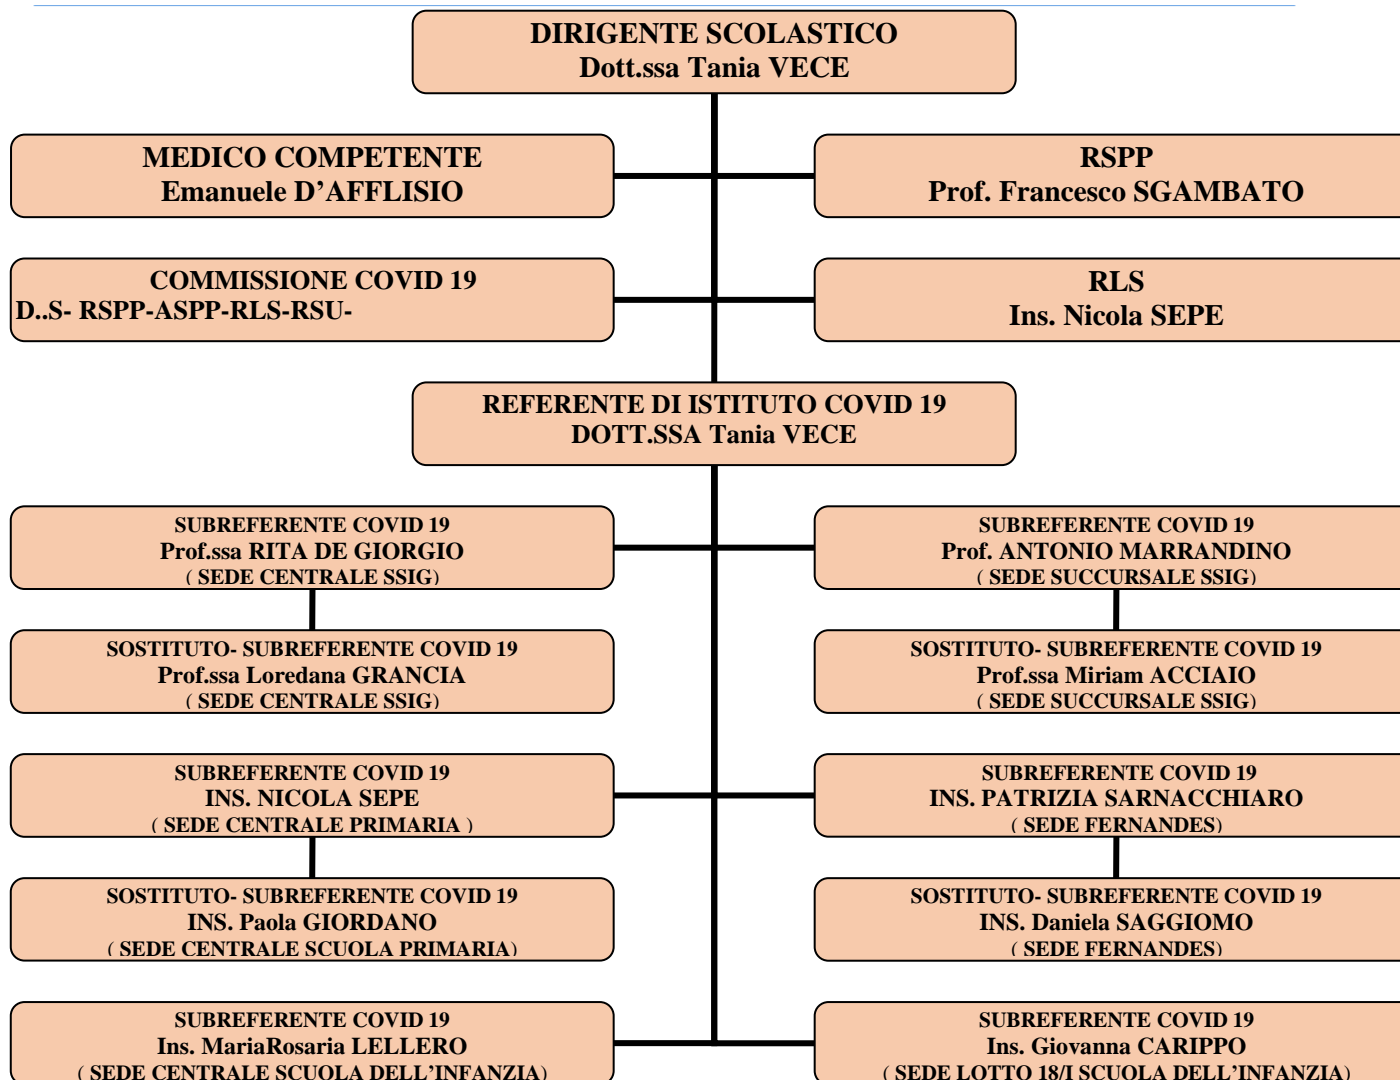 DIRIGENTE SCOLASTICO
Dott.ssa Tania VECE
MEDICO COMPETENTE
Emanuele D'AFFLISIO
RSPP
Prof. Francesco SGAMBATO
COMMISSIONE COVID 19
D..S- RSPP-ASPP-RLS-RSU-
RLS
Ins. Nicola SEPE
REFERENTE DI ISTITUTO COVID 19
DOTT.SSA Tania VECE
SUBREFERENTE COVID 19
Prof.ssa RITA DE GIORGIO
( SEDE CENTRALE SSIG)
SUBREFERENTE COVID 19
Prof. ANTONIO MARRANDINO
( SEDE SUCCURSALE SSIG)
SOSTITUTO- SUBREFERENTE COVID 19
Prof.ssa Loredana GRANCIA
( SEDE CENTRALE SSIG)
SOSTITUTO- SUBREFERENTE COVID 19
Prof.ssa Miriam ACCIAIO
( SEDE SUCCURSALE SSIG)
SUBREFERENTE COVID 19
INS. NICOLA SEPE
( SEDE CENTRALE PRIMARIA )
SUBREFERENTE COVID 19
INS. PATRIZIA SARNACCHIARO
( SEDE FERNANDES)
SOSTITUTO- SUBREFERENTE COVID 19
INS. Paola GIORDANO
( SEDE CENTRALE SCUOLA PRIMARIA)
SOSTITUTO- SUBREFERENTE COVID 19
INS. Daniela SAGGIOMO
( SEDE FERNANDES)
SUBREFERENTE COVID 19
Ins. MariaRosaria LELLERO
( SEDE CENTRALE SCUOLA DELL'INFANZIA)
SUBREFERENTE COVID 19
Ins. Giovanna CARIPPO
( SEDE LOTTO 18/I SCUOLA DELL'INFANZIA)